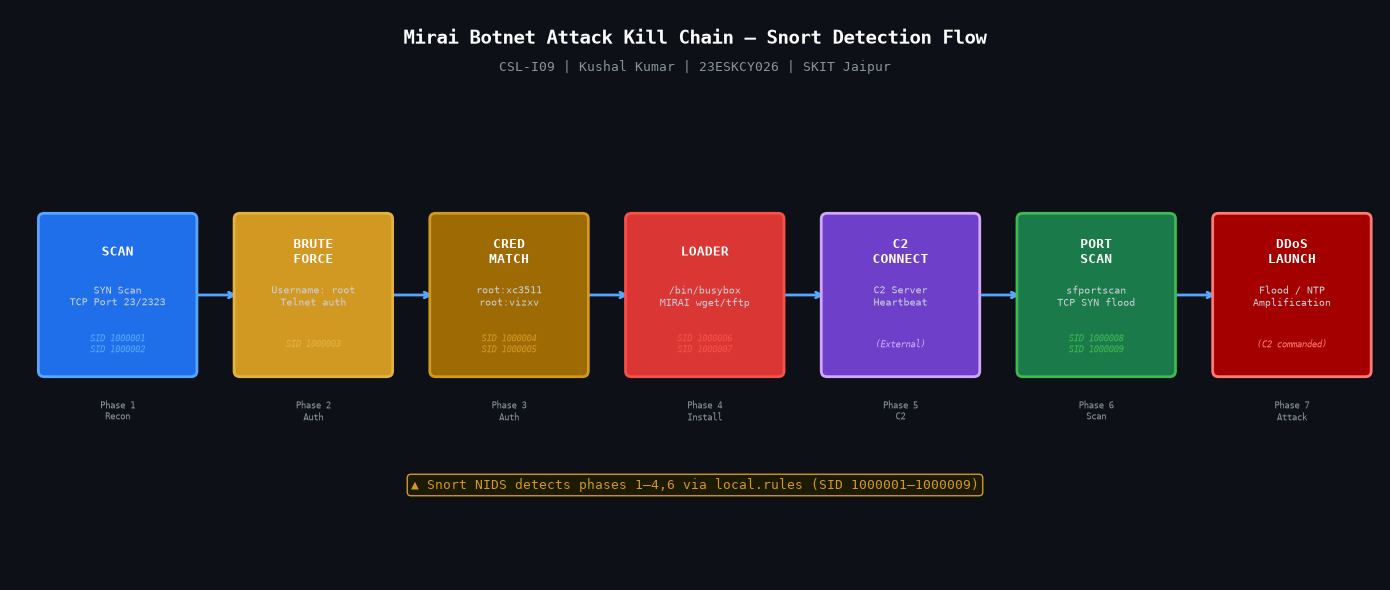 Mirai Botnet Attack Kill Chain — Snort Detection Flow
CSL-I09 | Kushal Kumar | 23ESKCY026 | SKIT Jaipur
SCAN
SYN Scan
TCP Port 23/2323
SID 1000001
SID 1000002
Phase 1
Recon
BRUTE
FORCE
Username: root
Telnet auth
SID 1000003
Phase 2
Auth
CRED
MATCH
root:xc3511
root:vizxv
SID 1000004
SID 1000005
Phase 3
Auth
LOADER
/bin/busybox
MIRAI wget/tftp
SID 1000006
SID 1000007
Phase 4
Install
C2
CONNECT
C2 Server
Heartbeat
(External)
Phase 5
C2
PORT
SCAN
sfportscan
TCP SYN flood
SID 1000008
SID 1000009
Phase 6
Scan
DDoS
LAUNCH
Flood / NTP
Amplification
(C2 commanded)
Phase 7
Attack
▲ Snort NIDS detects phases 1–4,6 via local.rules (SID 1000001–1000009)